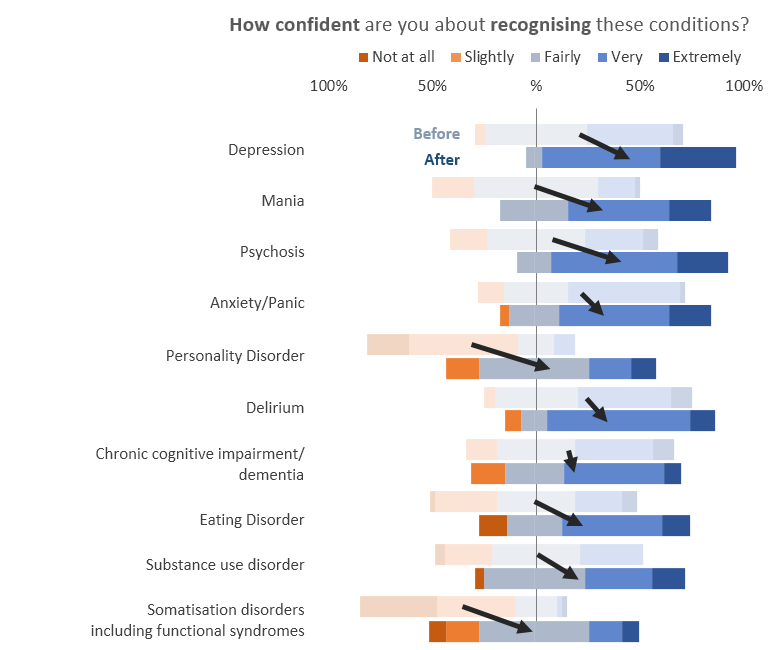 How confident are you about recognising these conditions?
Not at all Slightly Fairly Very Extremely
100% 50% % 50% 100%
Before
After
Depression
Mania
Psychosis
Anxiety/Panic
Personality Disorder
Delirium
Chronic cognitive impairment/
dementia
Eating Disorder
Substance use disorder
Somatisation disorders
including functional syndromes